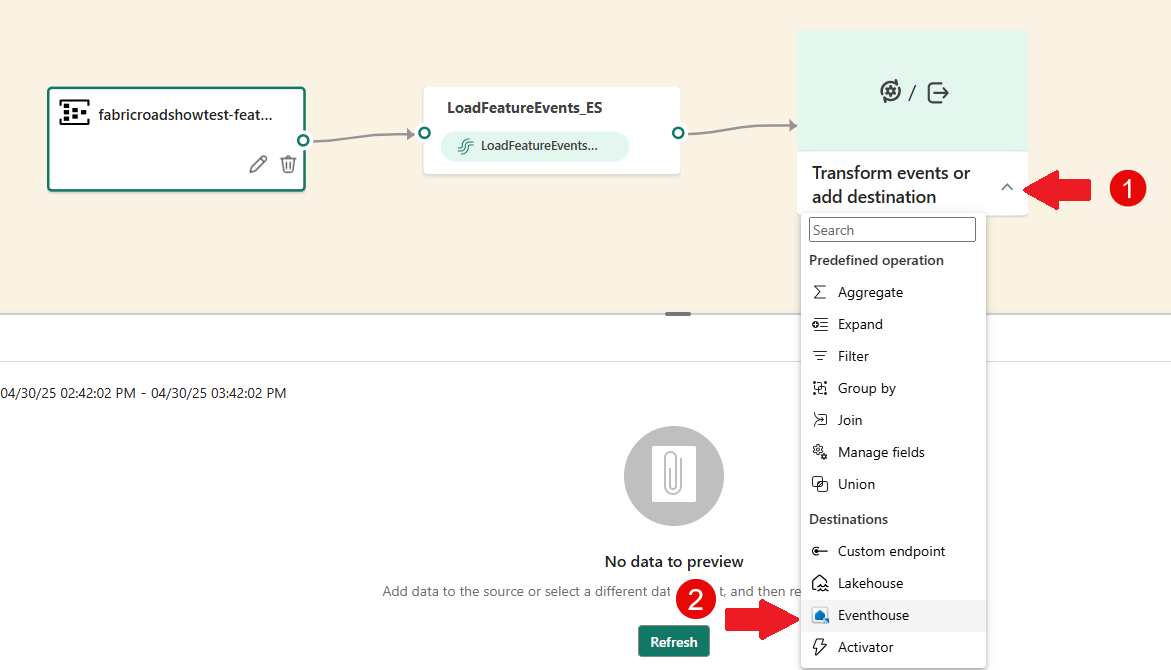 fabricroadshowtest-feat...
LoadFeatureEvents_ES
LoadFeatureEvents...
/
Transform events or
add destination
1
Search
Predefined operation
Aggregate
Expand
Filter
Group by
Join
Manage fields
Union
Destinations
Custom endpoint
Lakehouse
Eventhouse
Activator
04/30/25 02:42:02 PM - 04/30/25 03:42:02 PM
No data to preview
Add data to the source or select a different dat t, and then re
2
Refresh